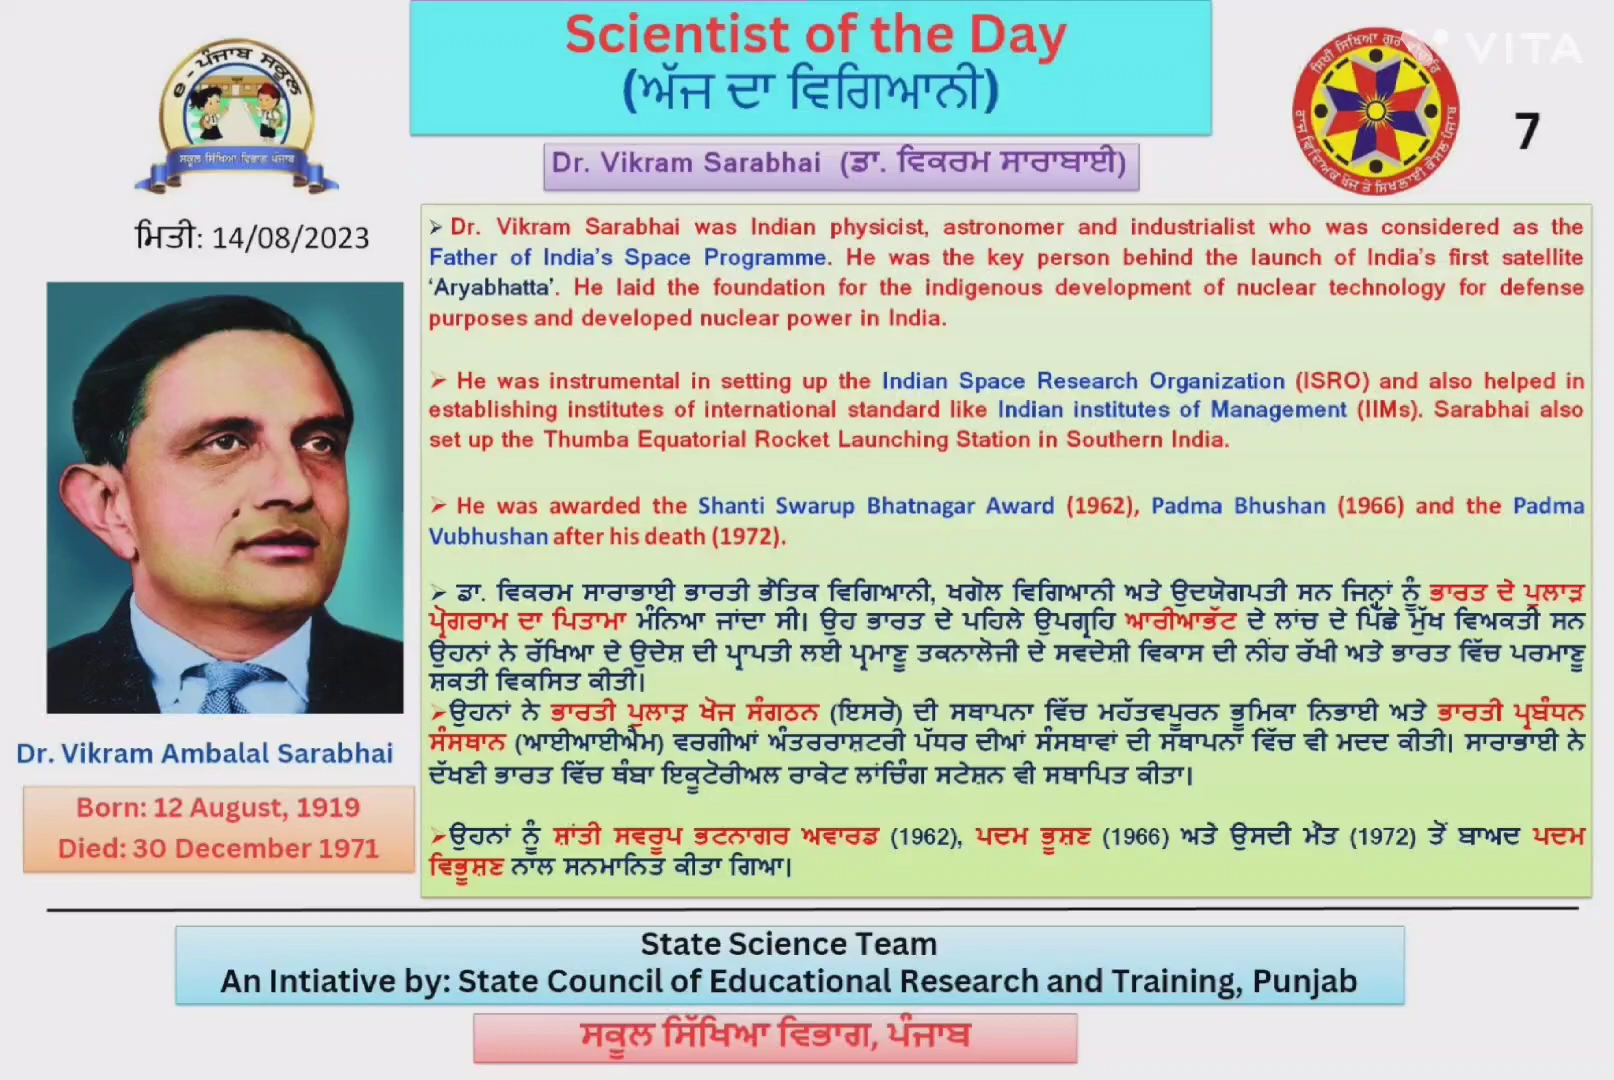 Scientist of the Day
(ਅੱਜ ਦਾ ਵਿਗਿਆਨੀ)
e - ਪੰਜਾਬ ਸਕੂਲ
ਸਕੂਲ ਸਿੱਖਿਆ ਵਿਭਾਗ ਪੰਜਾਬ
VITA
7
Dr. Vikram Sarabhai (ਡਾ. ਵਿਕਰਮ ਸਾਰਾਬਾਈ)
ਮਿਤੀ: 14/08/2023
➢ Dr. Vikram Sarabhai was Indian physicist, astronomer and industrialist who was considered as the
Father of India’s Space Programme. He was the key person behind the launch of India’s first satellite
‘Aryabhatta’. He laid the foundation for the indigenous development of nuclear technology for defense
purposes and developed nuclear power in India.
➢ He was instrumental in setting up the Indian Space Research Organization (ISRO) and also helped in
establishing institutes of international standard like Indian institutes of Management (IIMs). Sarabhai also
set up the Thumba Equatorial Rocket Launching Station in Southern India.
➢ He was awarded the Shanti Swarup Bhatnagar Award (1962), Padma Bhushan (1966) and the Padma
Vubhushan after his death (1972).
➢ ਡਾ. ਵਿਕਰਮ ਸਾਰਾਭਾਈ ਭਾਰਤੀ ਭੌਤਿਕ ਵਿਗਿਆਨੀ, ਖਗੋਲ ਵਿਗਿਆਨੀ ਅਤੇ ਉਦਯੋਗਪਤੀ ਸਨ ਜਿਨ੍ਹਾਂ ਨੂੰ ਭਾਰਤ ਦੇ ਪੁਲਾੜ
ਪ੍ਰੋਗਰਾਮ ਦਾ ਪਿਤਾਮਾ ਮੰਨਿਆ ਜਾਂਦਾ ਸੀ। ਉਹ ਭਾਰਤ ਦੇ ਪਹਿਲੇ ਉਪਗ੍ਰਹਿ ਆਰੀਆਭੱਟ ਦੇ ਲਾਂਚ ਦੇ ਪਿੱਛੇ ਮੁੱਖ ਵਿਅਕਤੀ ਸਨ
ਉਹਨਾਂ ਨੇ ਰੱਖਿਆ ਦੇ ਉਦੇਸ਼ ਦੀ ਪ੍ਰਾਪਤੀ ਲਈ ਪ੍ਰਮਾਣੂ ਤਕਨਾਲੋਜੀ ਦੇ ਸਵਦੇਸ਼ੀ ਵਿਕਾਸ ਦੀ ਨੀਂਹ ਰੱਖੀ ਅਤੇ ਭਾਰਤ ਵਿੱਚ ਪਰਮਾਣੂ
ਸ਼ਕਤੀ ਵਿਕਸਿਤ ਕੀਤੀ।
➢ਉਹਨਾਂ ਨੇ ਭਾਰਤੀ ਪੁਲਾੜ ਖੋਜ ਸੰਗਠਨ (ਇਸਰੋ) ਦੀ ਸਥਾਪਨਾ ਵਿੱਚ ਮਹੱਤਵਪੂਰਨ ਭੂਮਿਕਾ ਨਿਭਾਈ ਅਤੇ ਭਾਰਤੀ ਪ੍ਰਬੰਧਨ
ਸੰਸਥਾਨ (ਆਈਆਈਐਮ) ਵਰਗੀਆਂ ਅੰਤਰਰਾਸ਼ਟਰੀ ਪੱਧਰ ਦੀਆਂ ਸੰਸਥਾਵਾਂ ਦੀ ਸਥਾਪਨਾ ਵਿੱਚ ਵੀ ਮਦਦ ਕੀਤੀ। ਸਾਰਾਭਾਈ ਨੇ
ਦੱਖਣੀ ਭਾਰਤ ਵਿੱਚ ਥੰਬਾ ਇਕੂਟੋਰੀਅਲ ਰਾਕੇਟ ਲਾਂਚਿੰਗ ਸਟੇਸ਼ਨ ਵੀ ਸਥਾਪਿਤ ਕੀਤਾ।
➢ਉਹਨਾਂ ਨੂੰ ਸ਼ਾਂਤੀ ਸਵਰੂਪ ਭਟਨਾਗਰ ਅਵਾਰਡ (1962), ਪਦਮ ਭੂਸ਼ਣ (1966) ਅਤੇ ਉਸਦੀ ਮੌਤ (1972) ਤੋਂ ਬਾਅਦ ਪਦਮ
ਵਿਭੂਸ਼ਣ ਨਾਲ ਸਨਮਾਨਿਤ ਕੀਤਾ ਗਿਆ।
Dr. Vikram Ambalal Sarabhai
Born: 12 August, 1919
Died: 30 December 1971
State Science Team
An Intiative by: State Council of Educational Research and Training, Punjab
ਸਕੂਲ ਸਿੱਖਿਆ ਵਿਭਾਗ, ਪੰਜਾਬ